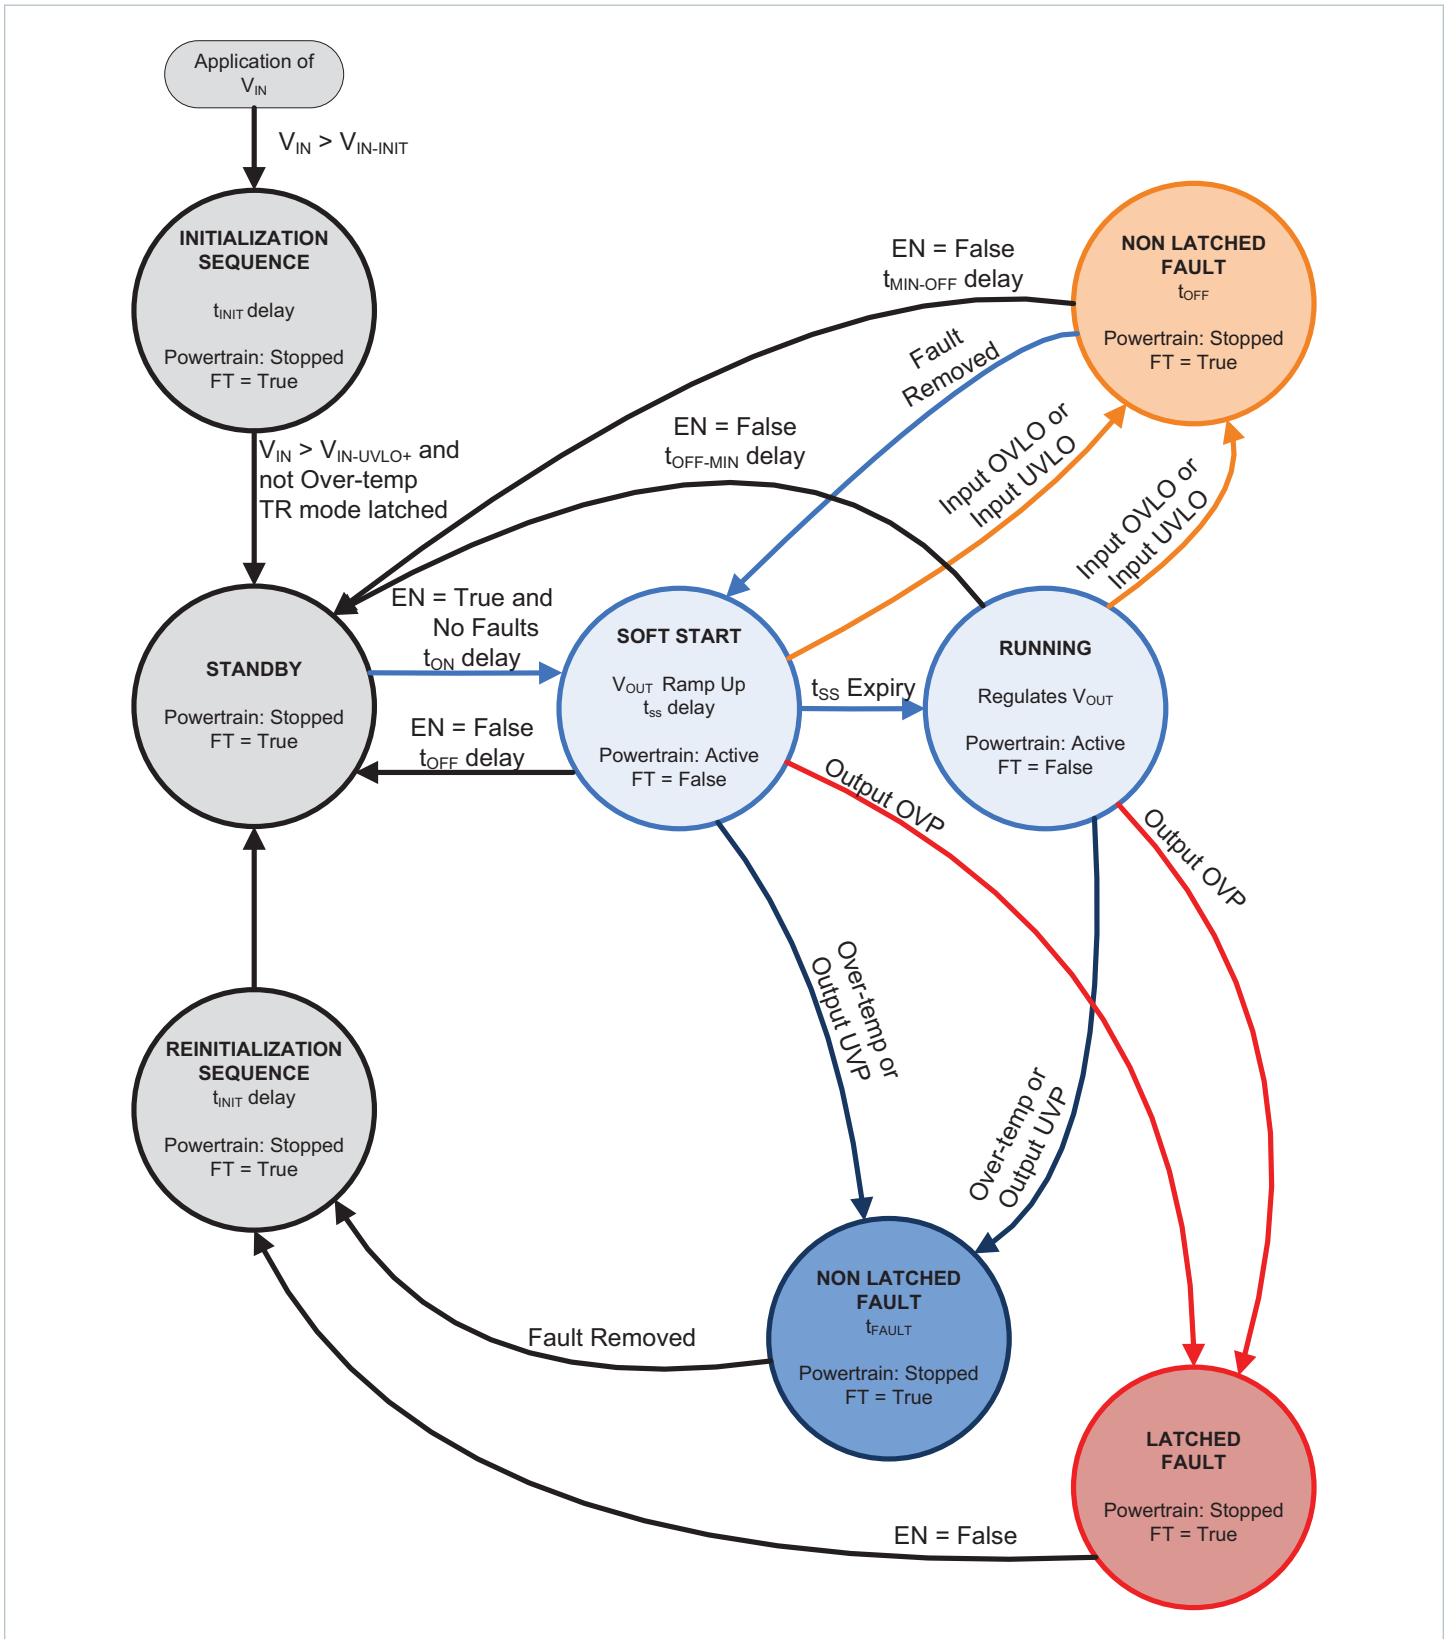 Application of
VIN
VIN > VIN-INIT
INITIALIZATION
SEQUENCE
tINIT delay
Powertrain: Stopped
FT = True
VIN > VIN-UVLO+ and
not Over-temp
TR mode latched
EN = False
tMIN-OFF delay
NON LATCHED
FAULT
tOFF
Powertrain: Stopped
FT = True
Fault
Removed
EN = False
tOFF-MIN delay
Input OVLO or
Input UVLO
Input OVLO or
Input UVLO
STANDBY
Powertrain: Stopped
FT = True
EN = True and
No Faults
tON delay
EN = False
tOFF delay
SOFT START
VOUT Ramp Up
tss delay
Powertrain: Active
FT = False
tSS Expiry
RUNNING
Regulates VOUT
Powertrain: Active
FT = False
Output OVP
Output OVP
Over-temp or
Output UVP
Over-temp or
Output UVP
REINITIALIZATION
SEQUENCE
tINIT delay
Powertrain: Stopped
FT = True
Fault Removed
NON LATCHED
FAULT
tFAULT
Powertrain: Stopped
FT = True
EN = False
LATCHED
FAULT
Powertrain: Stopped
FT = True